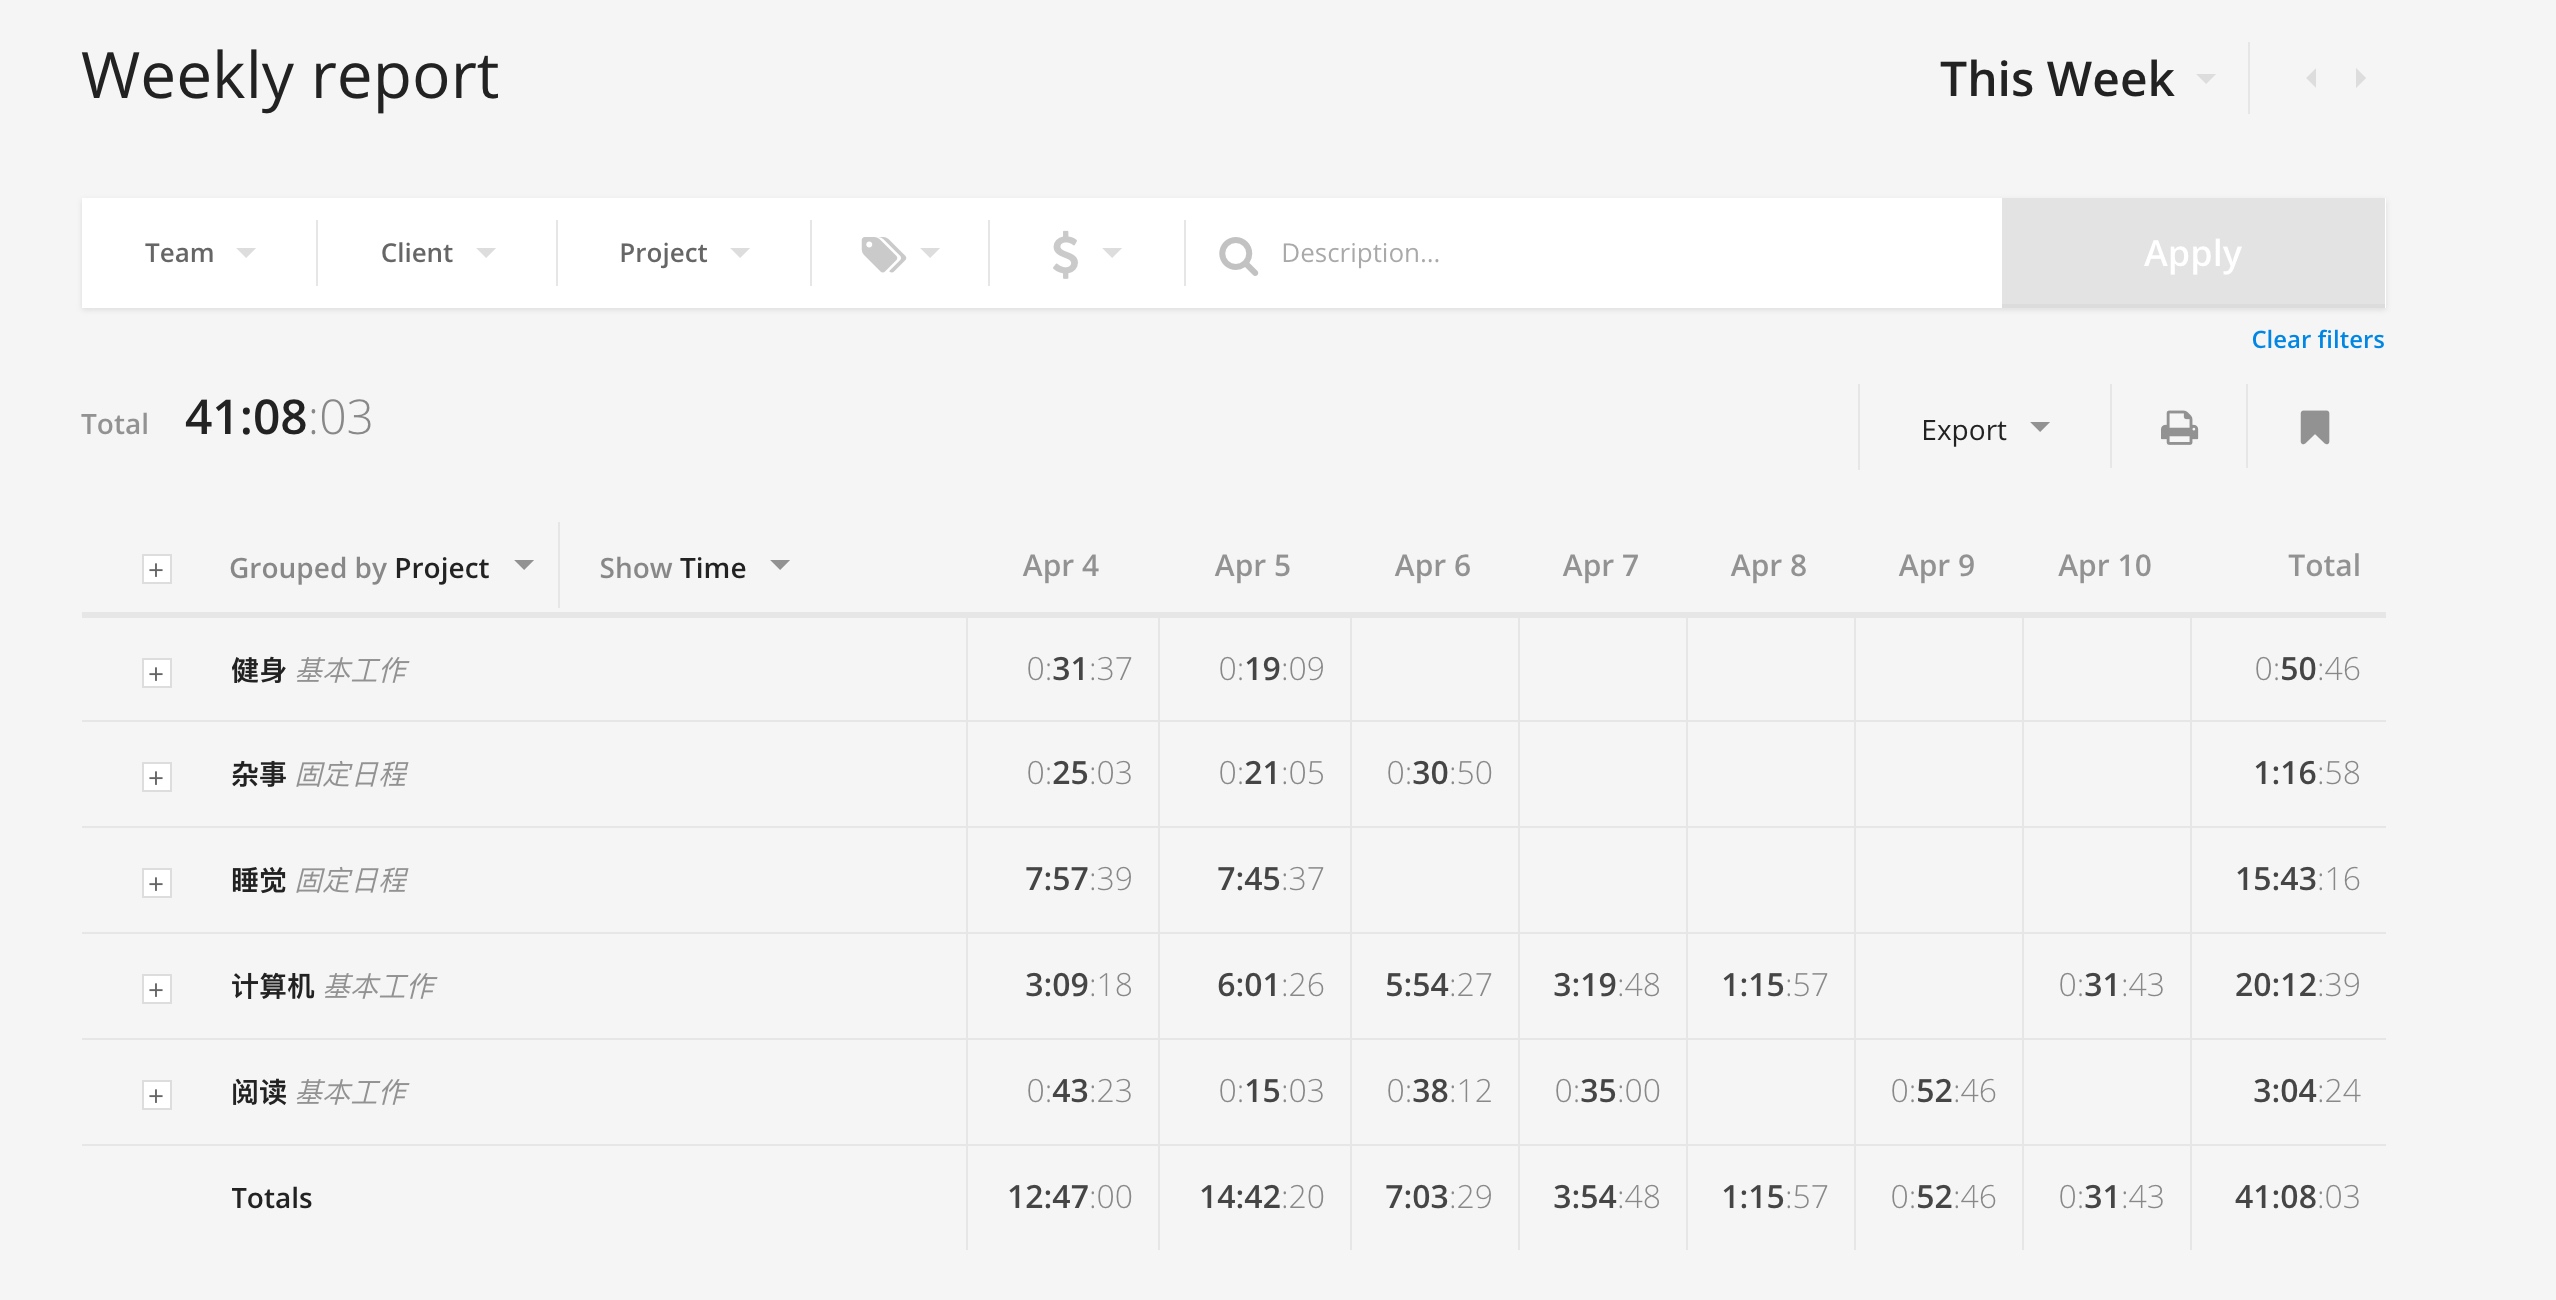 Weekly report This Week
Team Client Project $ Description... Apply
Clear filters
Total 41:08:03 Export
+ Grouped by Project Show Time Apr 4 Apr 5 Apr 6 Apr 7 Apr 8 Apr 9 Apr 10 Total
+ 健身 基本工作 0:31:37 0:19:09 0:50:46
+ 杂事 固定日程 0:25:03 0:21:05 0:30:50 1:16:58
+ 睡觉 固定日程 7:57:39 7:45:37 15:43:16
+ 计算机 基本工作 3:09:18 6:01:26 5:54:27 3:19:48 1:15:57 0:31:43 20:12:39
+ 阅读 基本工作 0:43:23 0:15:03 0:38:12 0:35:00 0:52:46 3:04:24
Totals 12:47:00 14:42:20 7:03:29 3:54:48 1:15:57 0:52:46 0:31:43 41:08:03